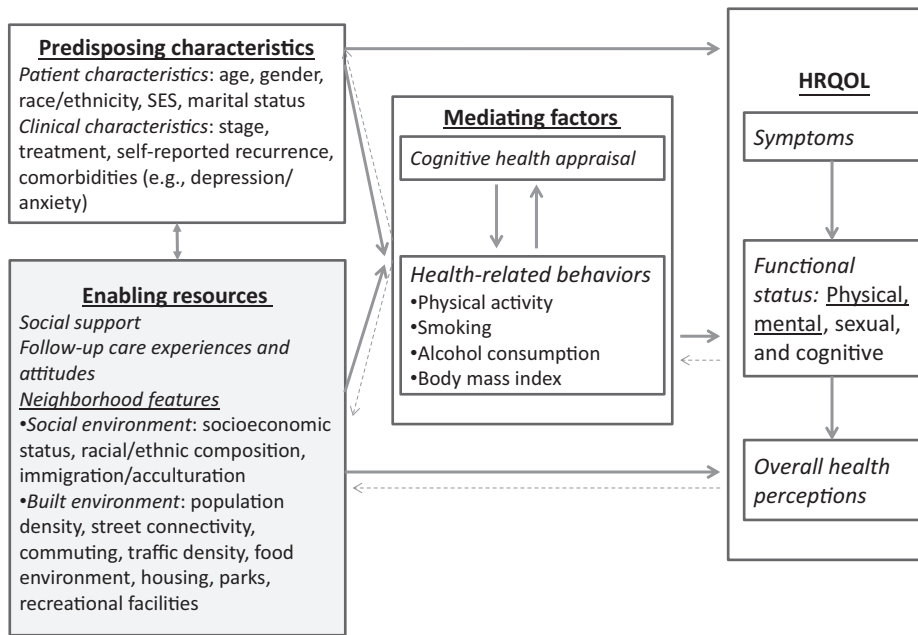 Predisposing characteristics
Patient characteristics: age, gender,
race/ethnicity, SES, marital status
Clinical characteristics: stage,
treatment, self-reported recurrence,
comorbidities (e.g., depression/
anxiety)
Enabling resources
Social support
Follow-up care experiences and
attitudes
Neighborhood features
•Social environment: socioeconomic
status, racial/ethnic composition,
immigration/acculturation
•Built environment: population
density, street connectivity,
commuting, traffic density, food
environment, housing, parks,
recreational facilities
Mediating factors
Cognitive health appraisal
Health-related behaviors
•Physical activity
•Smoking
•Alcohol consumption
•Body mass index
HRQOL
Symptoms
Functional
status: Physical,
mental, sexual,
and cognitive
Overall health
perceptions